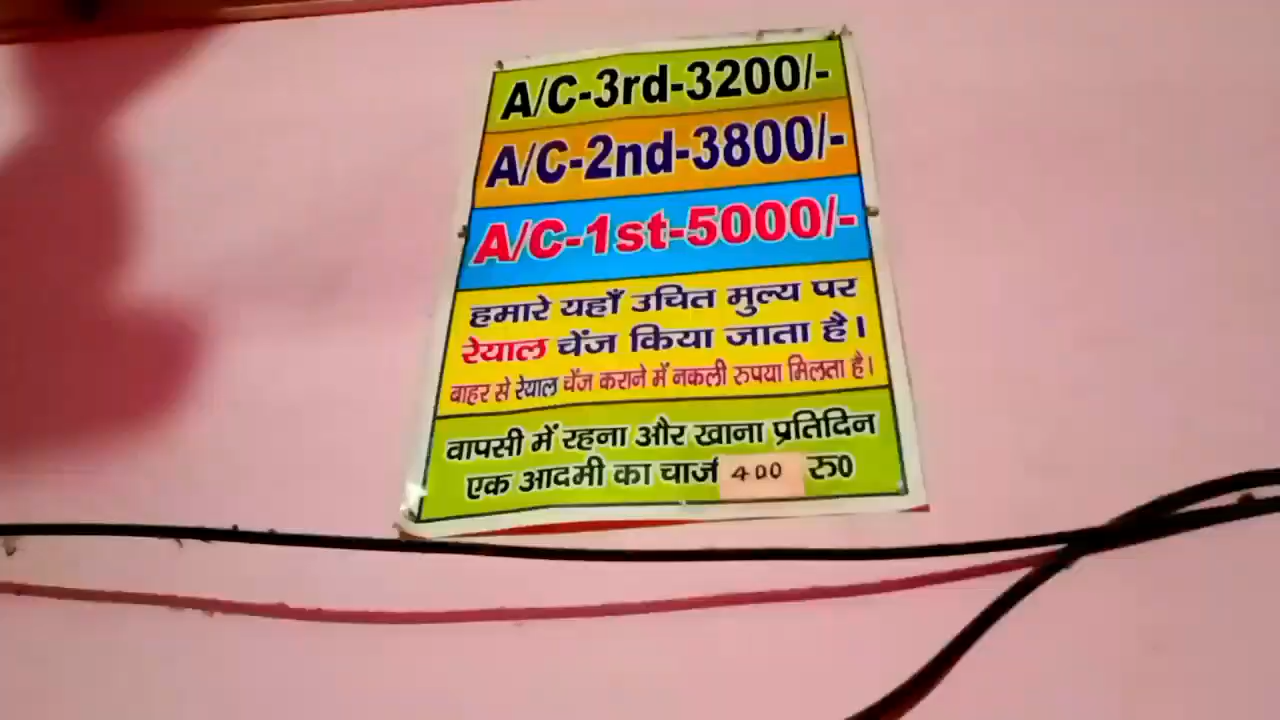 A/C-3rd-3200/-
A/C-2nd-3800/-
A/C-1st-5000/-
हमारे यहाँ उचित मुल्य पर
रेयाल चेंज किया जाता है।
बाहर से रेयाल चेंज कराने में नकली रुपया मिलता है।
वापसी में रहना और खाना प्रतिदिन
एक आदमी का चार्ज 400 रु०